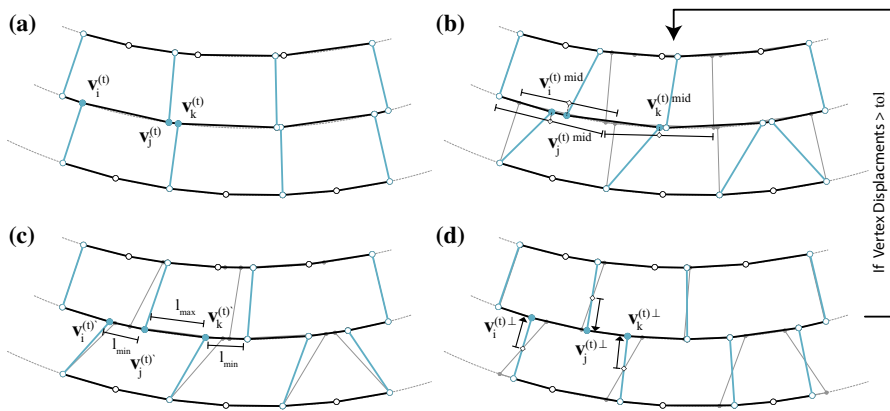 (a)
v_i^(t)
v_j^(t)
v_k^(t)
(b)
v_i^(t) mid
v_k^(t) mid
v_j^(t) mid
If Vertex Displacments > tol
(c)
v_i^(t)`
l_min
l_max
v_j^(t)`
v_k^(t)`
l_min
(d)
v_i^(t)⊥
v_k^(t)⊥
v_j^(t)⊥